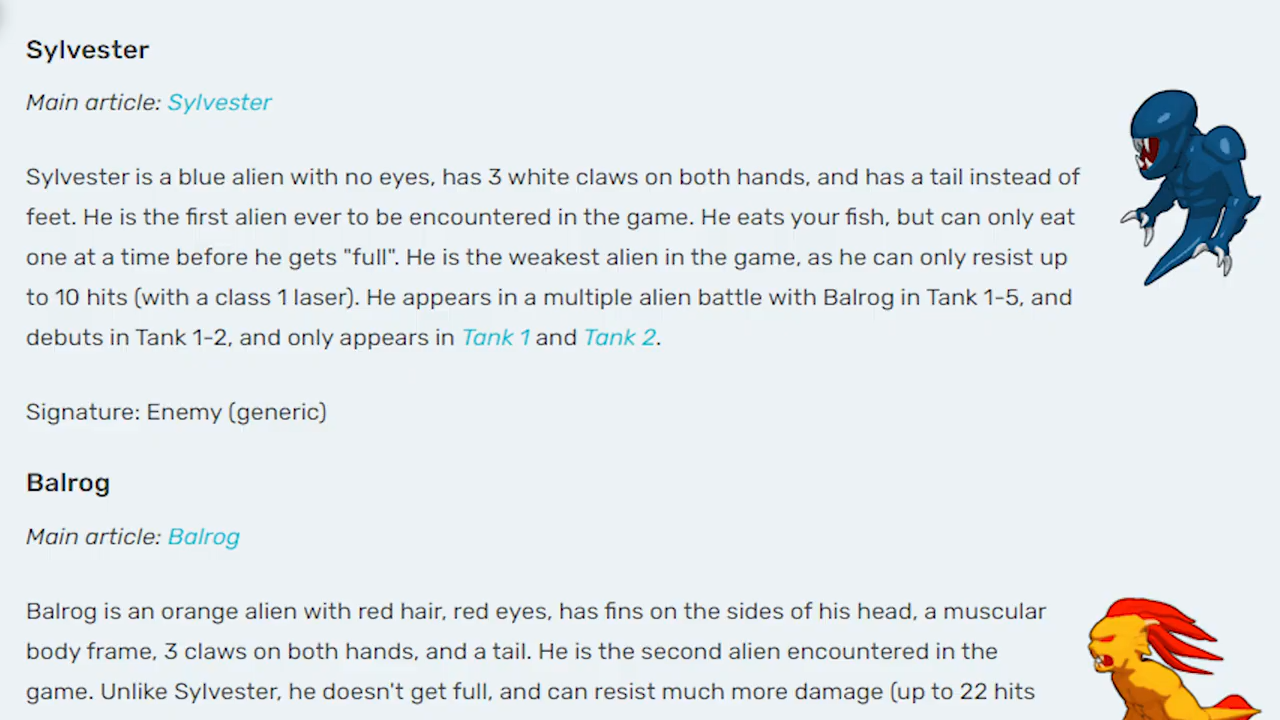 Sylvester
Main article: Sylvester
Sylvester is a blue alien with no eyes, has 3 white claws on both hands, and has a tail instead of
feet. He is the first alien ever to be encountered in the game. He eats your fish, but can only eat
one at a time before he gets "full". He is the weakest alien in the game, as he can only resist up
to 10 hits (with a class 1 laser). He appears in a multiple alien battle with Balrog in Tank 1-5, and
debuts in Tank 1-2, and only appears in Tank 1 and Tank 2.
Signature: Enemy (generic)
Balrog
Main article: Balrog
Balrog is an orange alien with red hair, red eyes, has fins on the sides of his head, a muscular
body frame, 3 claws on both hands, and a tail. He is the second alien encountered in the
game. Unlike Sylvester, he doesn't get full, and can resist much more damage (up to 22 hits